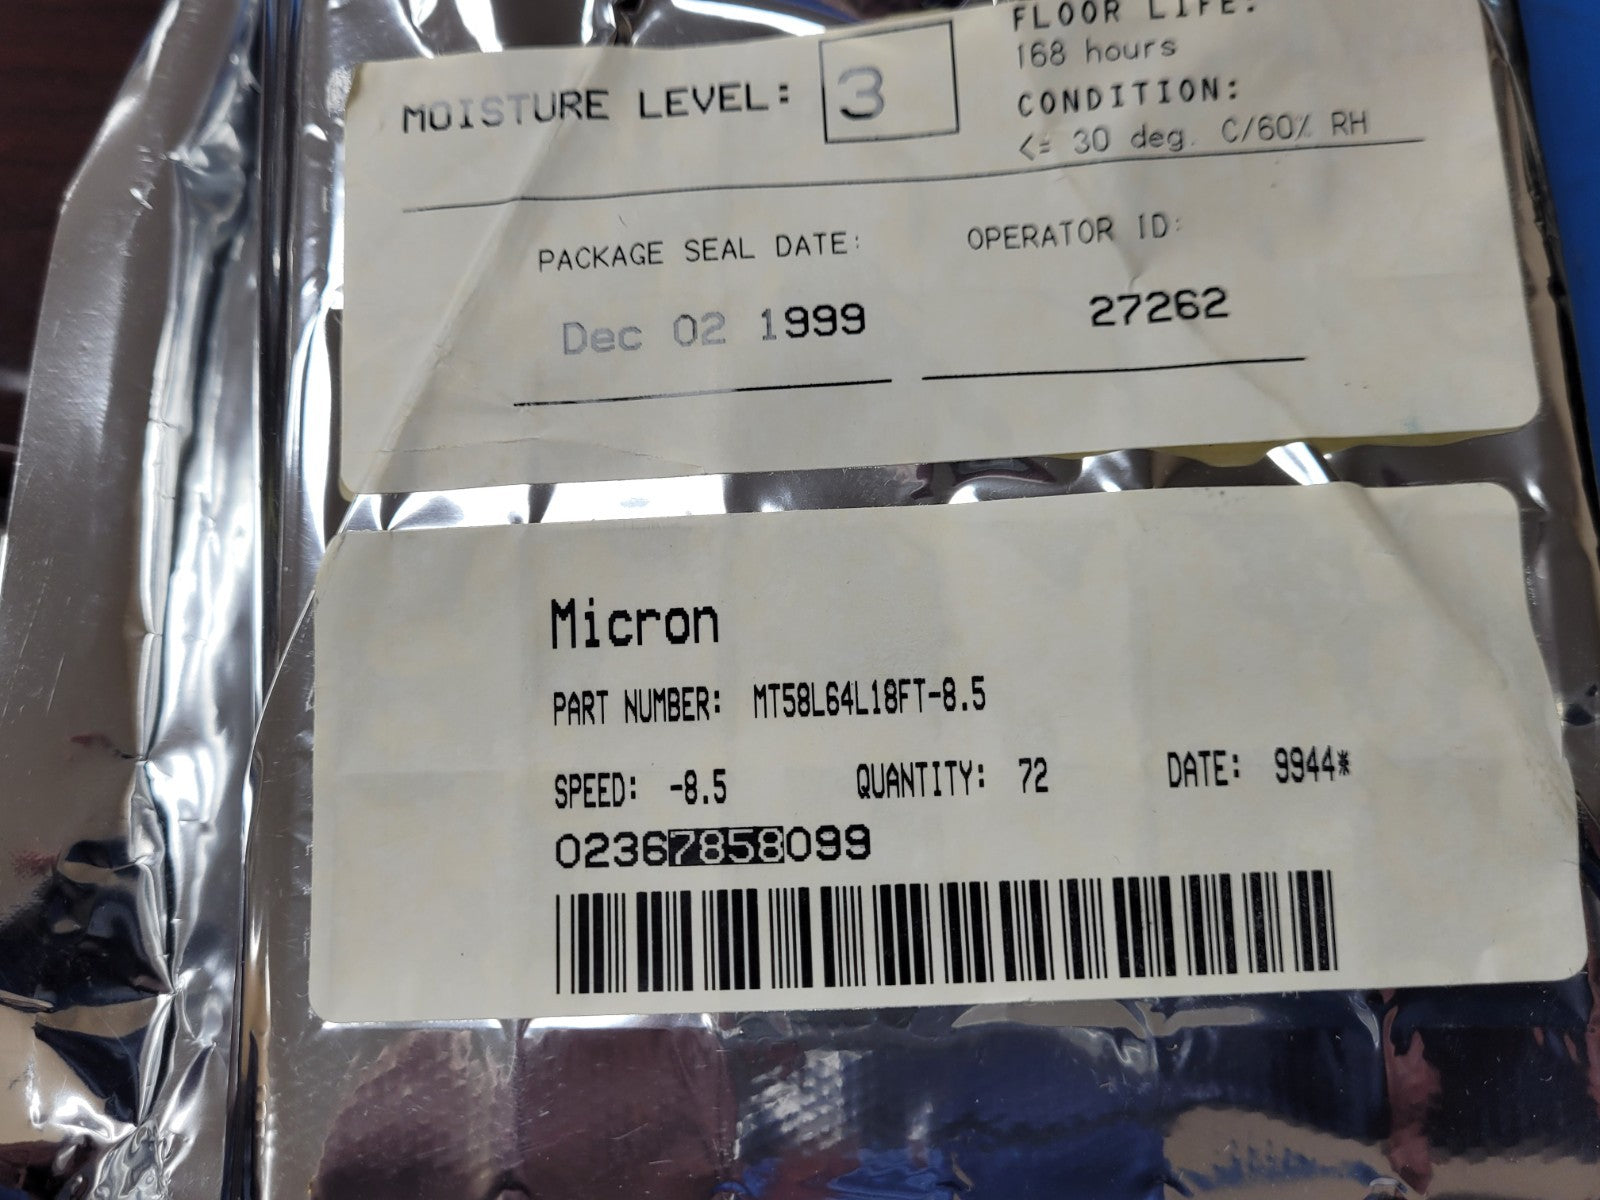 MOISTURE LEVEL: 3
FLOOR LIFE:
168 hours
CONDITION:
<= 30 deg. C/60% RH
PACKAGE SEAL DATE:
Dec 02 1999
OPERATOR ID:
27262
Micron
PART NUMBER: MT58L64L18FT-8.5
SPEED: -8.5 QUANTITY: 72 DATE: 9944*
02367858099